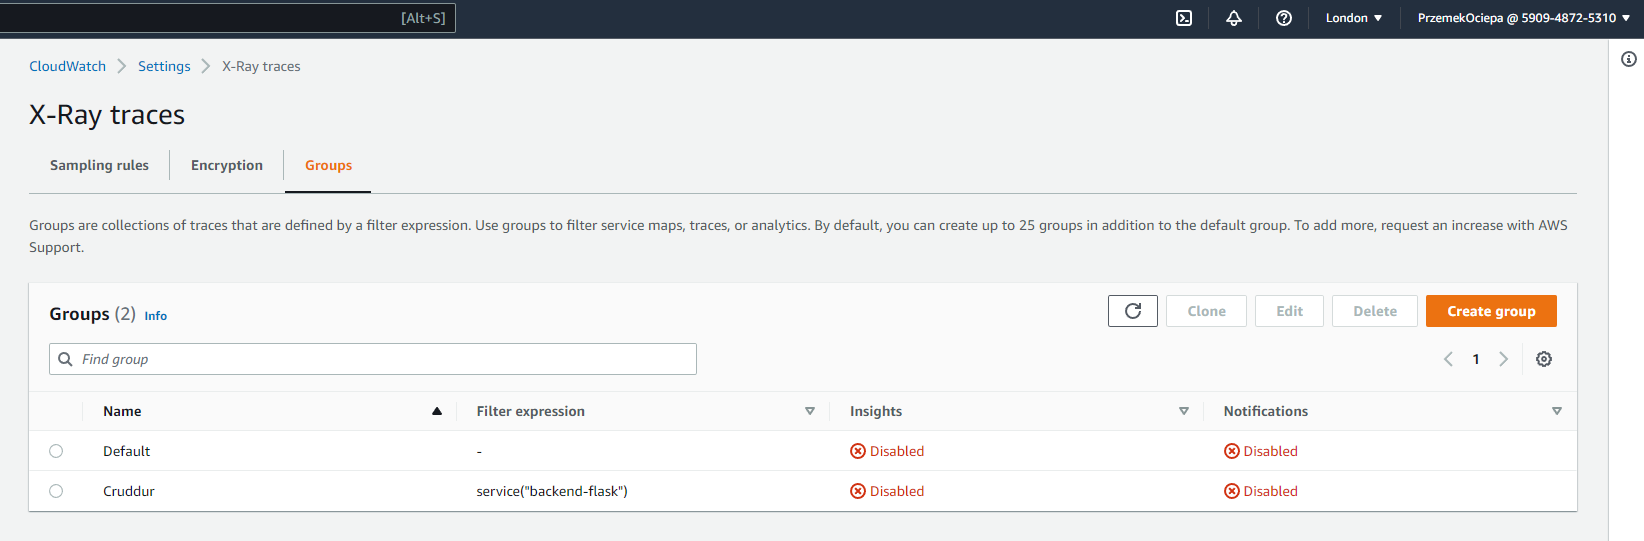 [Alt+S]
London
PrzemekOciepa @ 5909-4872-5310
CloudWatch
Settings
X-Ray traces
X-Ray traces
Sampling rules
Encryption
Groups
Groups are collections of traces that are defined by a filter expression. Use groups to filter service maps, traces, or analytics. By default, you can create up to 25 groups in addition to the default group. To add more, request an increase with AWS
Support.
Groups (2) Info
Clone
Edit
Delete
Create group
Find group
1
Name
Filter expression
Insights
Notifications
Default
-
Disabled
Disabled
Cruddur
service("backend-flask")
Disabled
Disabled